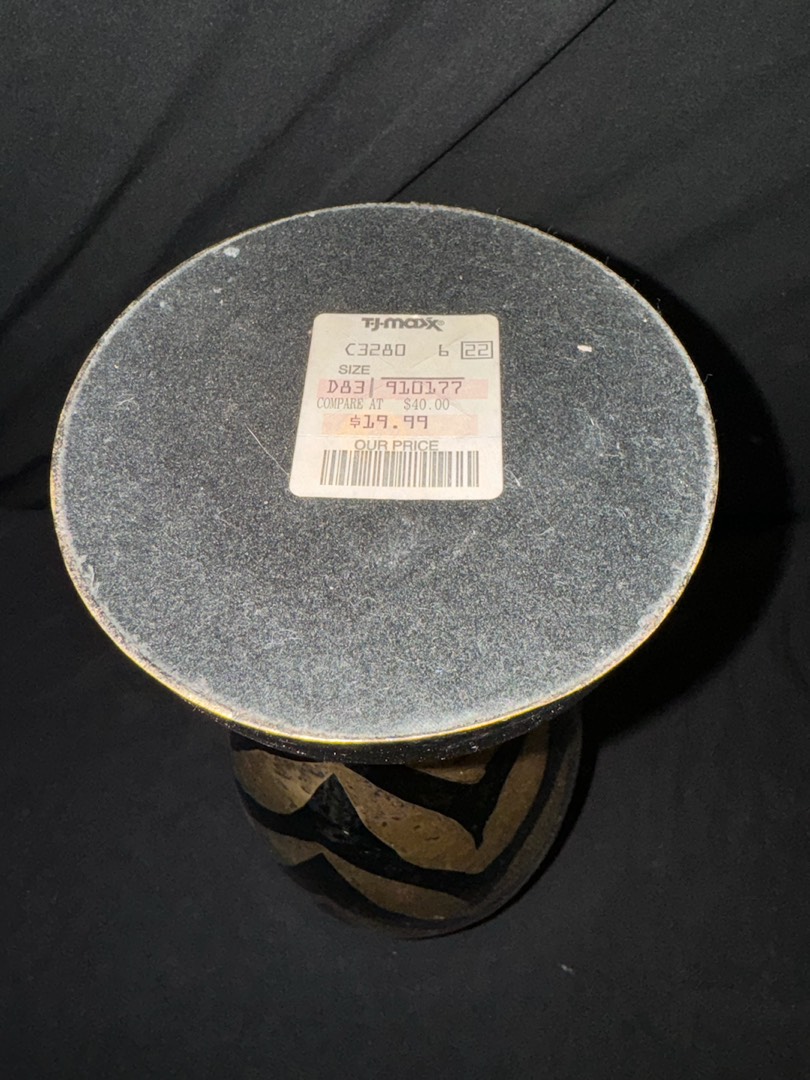 T·J·maxx
C3280 6 22
SIZE
D83 910177
COMPARE AT $40.00
$19.99
OUR PRICE